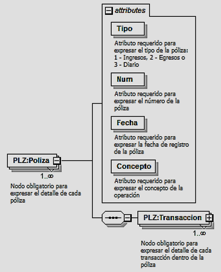 attributes
Tipo
Atributo requerido para
expresar el tipo de la póliza:
1 - Ingresos, 2 - Egresos o
3 - Diario
Num
Atributo requerido para
expresar el número de la
póliza
Fecha
Atributo requerido para
expresar la fecha de registro
de la póliza
Concepto
Atributo requerido para
expresar el concepto de la
operación
PLZ:Poliza
1..∞
Nodo obligatorio para
expresar el detalle de cada
póliza
PLZ:Transaccion
1..∞
Nodo obligatorio para
expresar el detalle de cada
transacción dentro de la
póliza